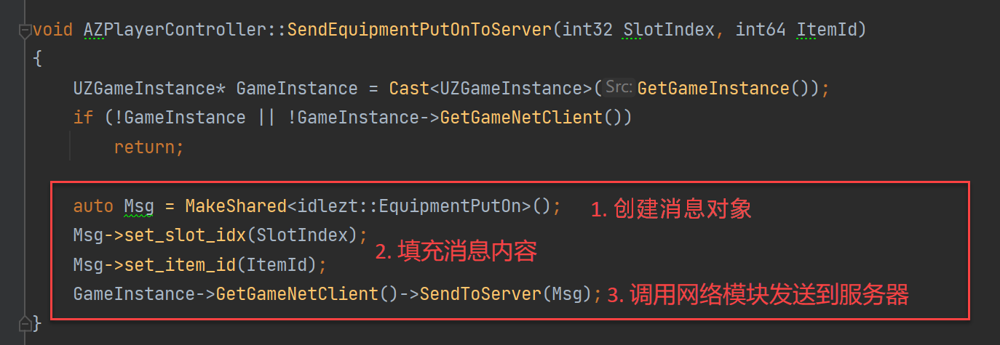 void AZPlayerController::SendEquipmentPutOnToServer(int32 SlotIndex, int64 ItemId)
{
UZGameInstance* GameInstance = Cast<UZGameInstance>(Src:GetGameInstance());
if (!GameInstance || !GameInstance->GetGameNetClient())
return;
auto Msg = MakeShared<idlezt::EquipmentPutOn>(); 1. 创建消息对象
Msg->set_slot_idx(SlotIndex);
2. 填充消息内容
Msg->set_item_id(ItemId);
GameInstance->GetGameNetClient()->SendToServer(Msg); 3. 调用网络模块发送到服务器
}